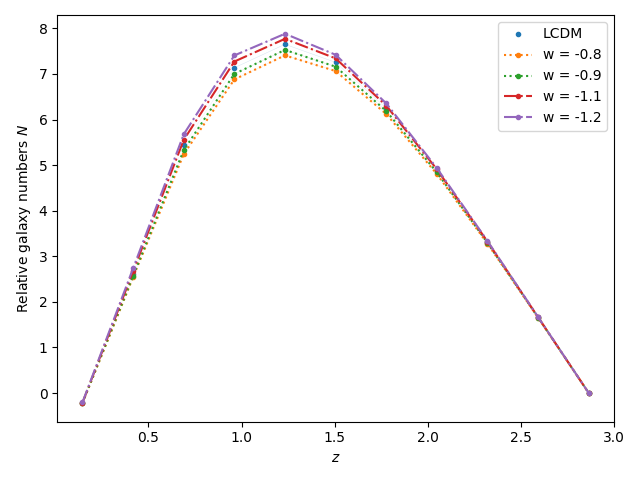 LCDM
w = -0.8
w = -0.9
w = -1.1
w = -1.2
Relative galaxy numbers N
8
7
6
5
4
3
2
1
0
0.5 1.0 1.5 2.0 2.5 3.0
z